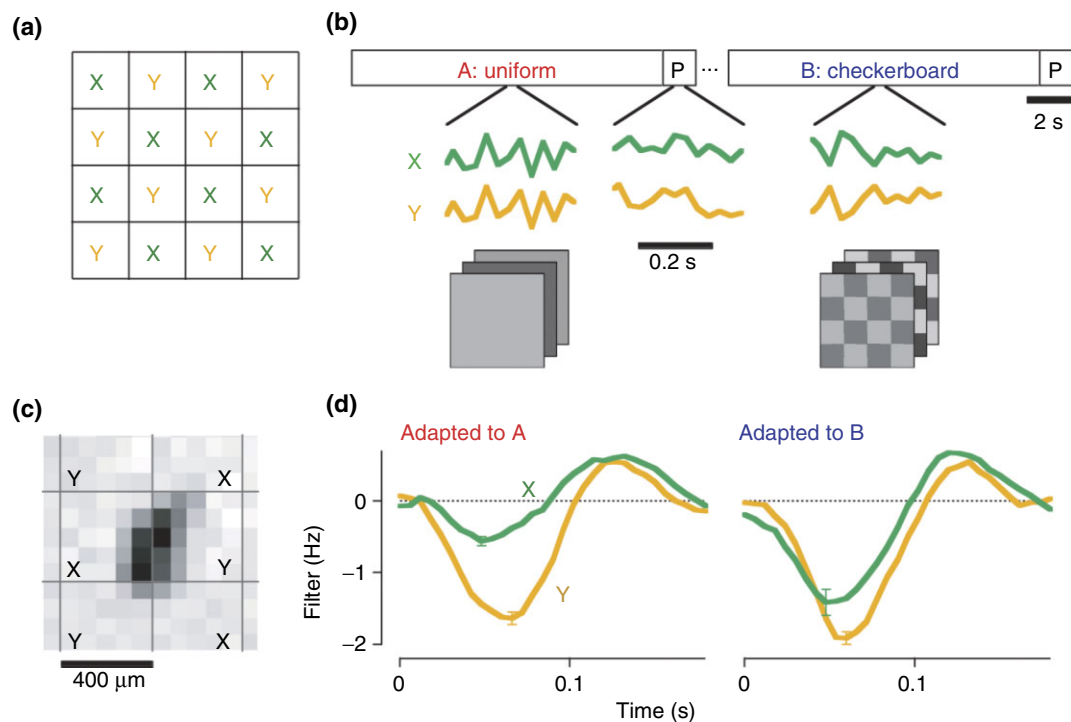 (a)
X Y X Y
Y X Y X
X Y X Y
Y X Y X
(b)
A: uniform P ... B: checkerboard P
2 s
X
Y
0.2 s
(c)
Y X
X Y
Y X
400 μm
(d)
Adapted to A Adapted to B
X
Y
Filter (Hz)
0
−1
−2
0 0.1 0 0.1
Time (s)